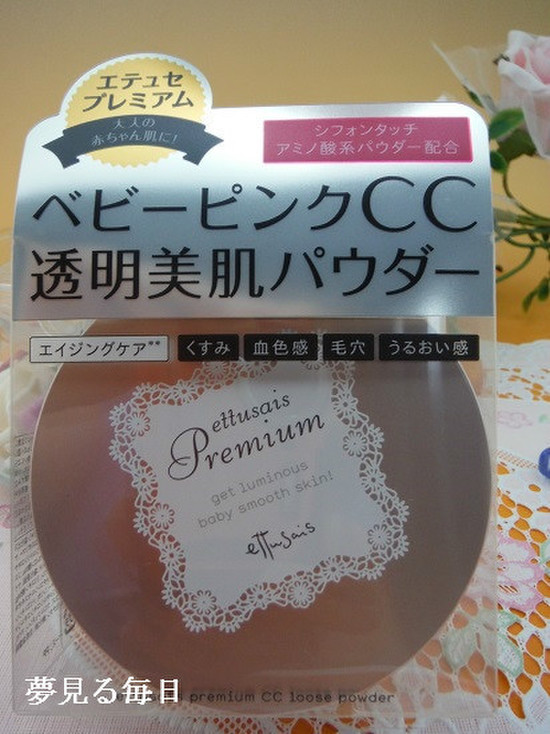 エテュセ
プレミアム
大人の
赤ちゃん肌に!
シフォンタッチ
アミノ酸系パウダー配合
ベビーピンクCC
透明美肌パウダー
エイジングケア** くすみ 血色感 毛穴 うるおい感
ettusais
Premium
get luminous
baby smooth skin!
ettusais
premium CC loose powder
夢見る毎日